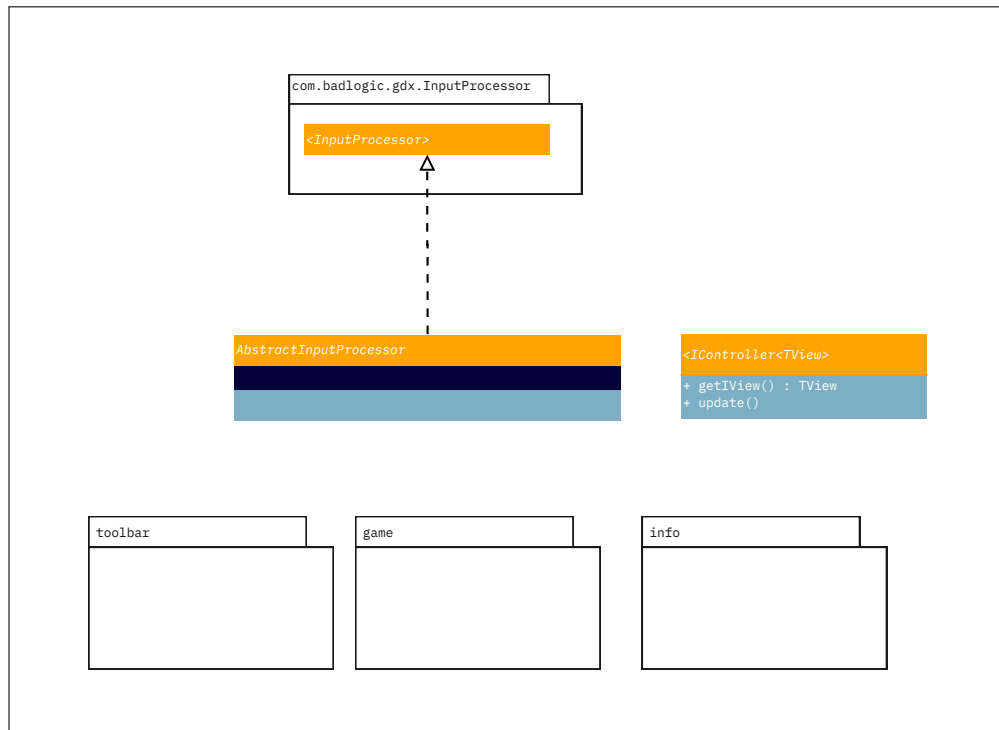 com.badlogic.gdx.InputProcessor
<InputProcessor>
AbstractInputProcessor
<IController<TView>
+ getIView() : TView
+ update()
toolbar
game
info